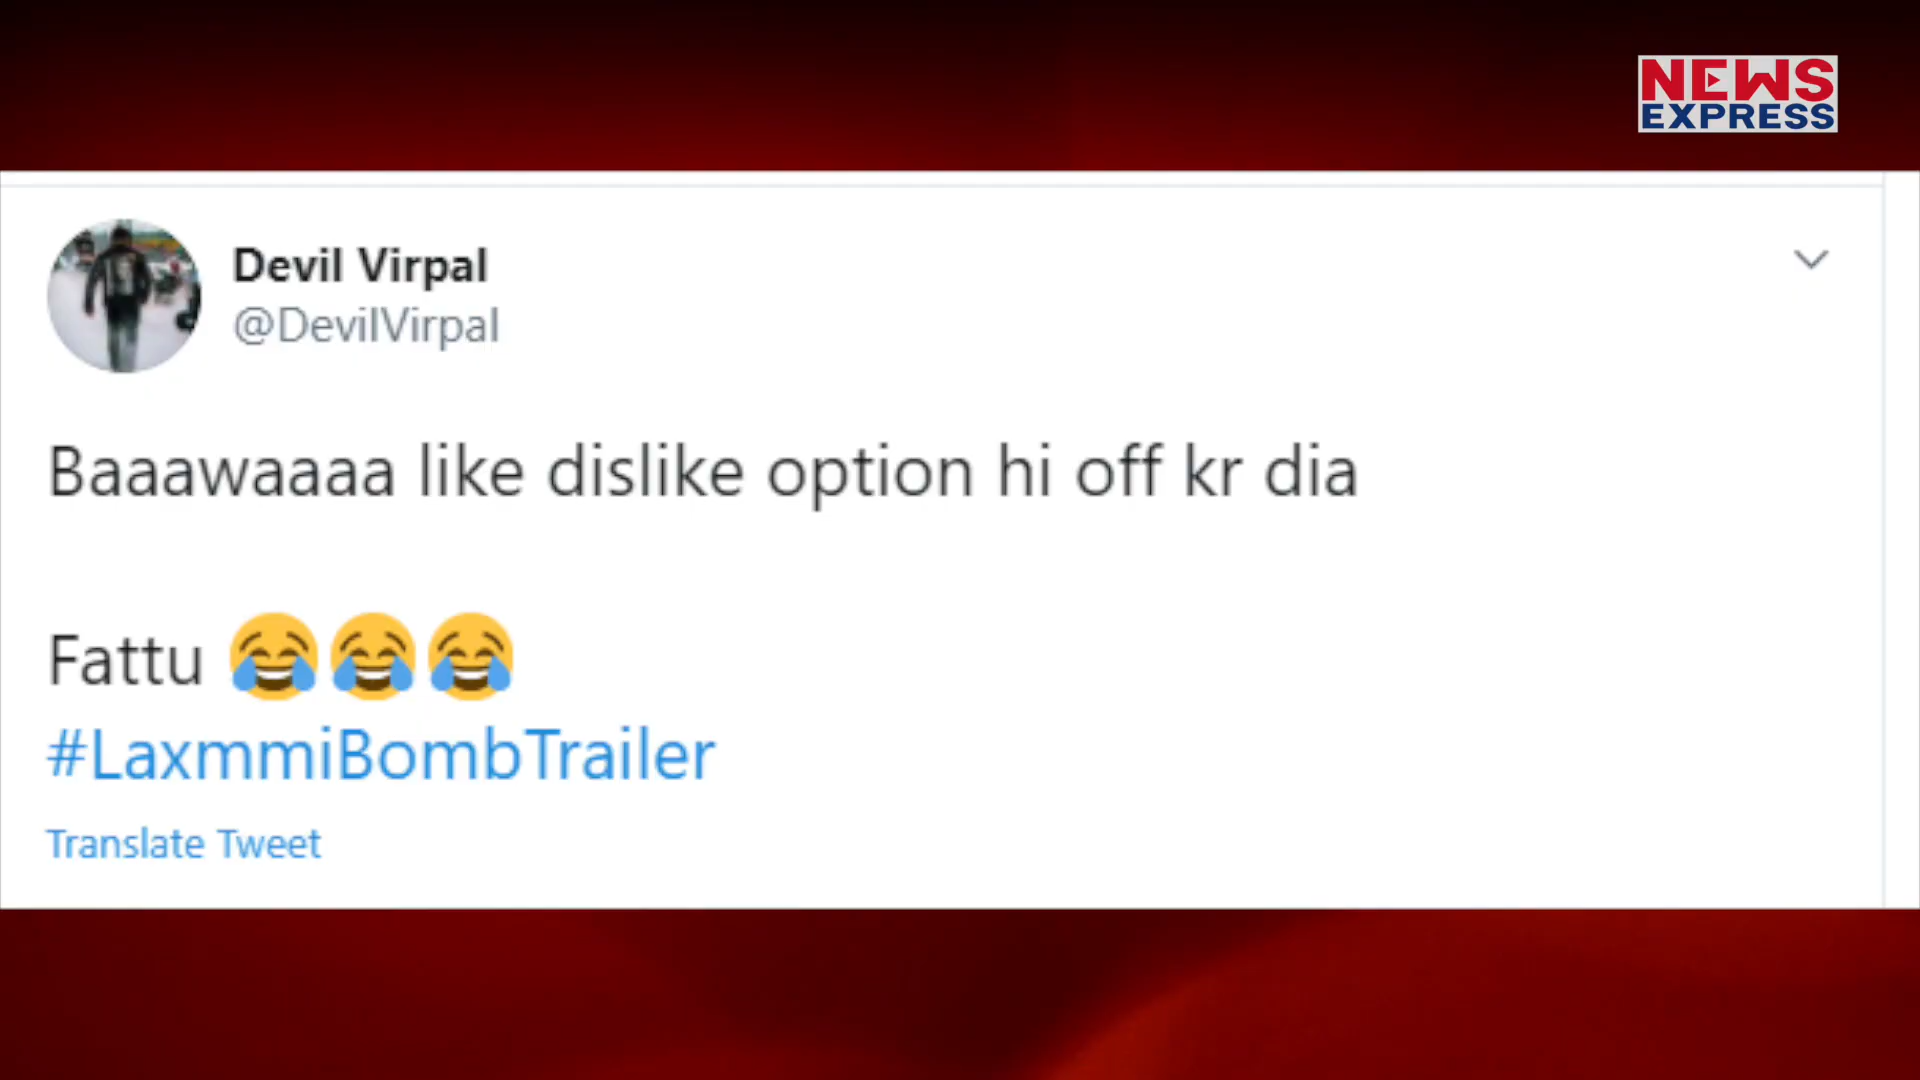 NEWS
EXPRESS
Devil Virpal
@DevilVirpal
Baaawaaaa like dislike option hi off kr dia
Fattu 😂😂😂
#LaxmmiBombTrailer
Translate Tweet